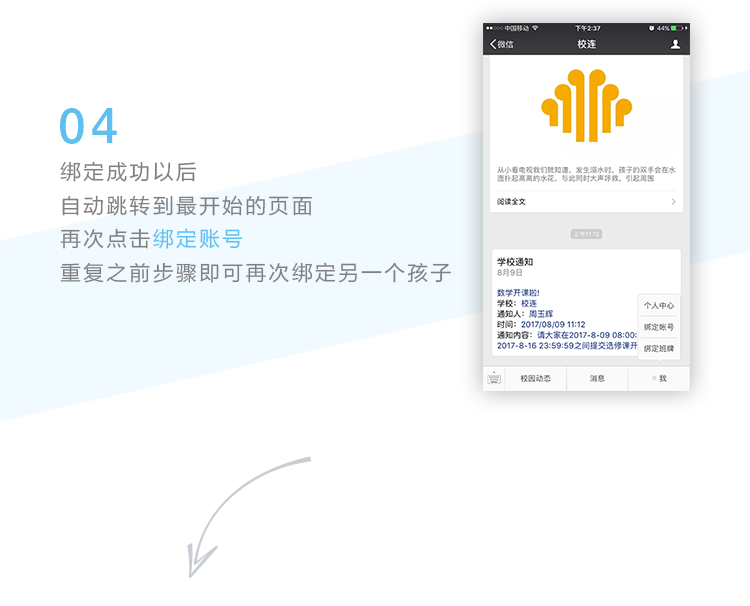 04
绑定成功以后
自动跳转到最开始的页面
再次点击绑定账号
重复之前步骤即可再次绑定另一个孩子
中国移动 下午2:37 44%
微信 校连
从小看电视我们就知道,发生溺水时,孩子的双手会在水
面扑起高高的水花,与此同时大声呼救,引起周围
阅读全文
上午11:12
学校通知
8月9日
数学开课啦!
学校:校连
通知人:周玉辉
时间:2017/08/09 11:12
通知内容:请大家在2017-8-09 08:00:
2017-8-16 23:59:59之间提交选修课开
个人中心
绑定帐号
绑定班牌
校园动态 消息 我